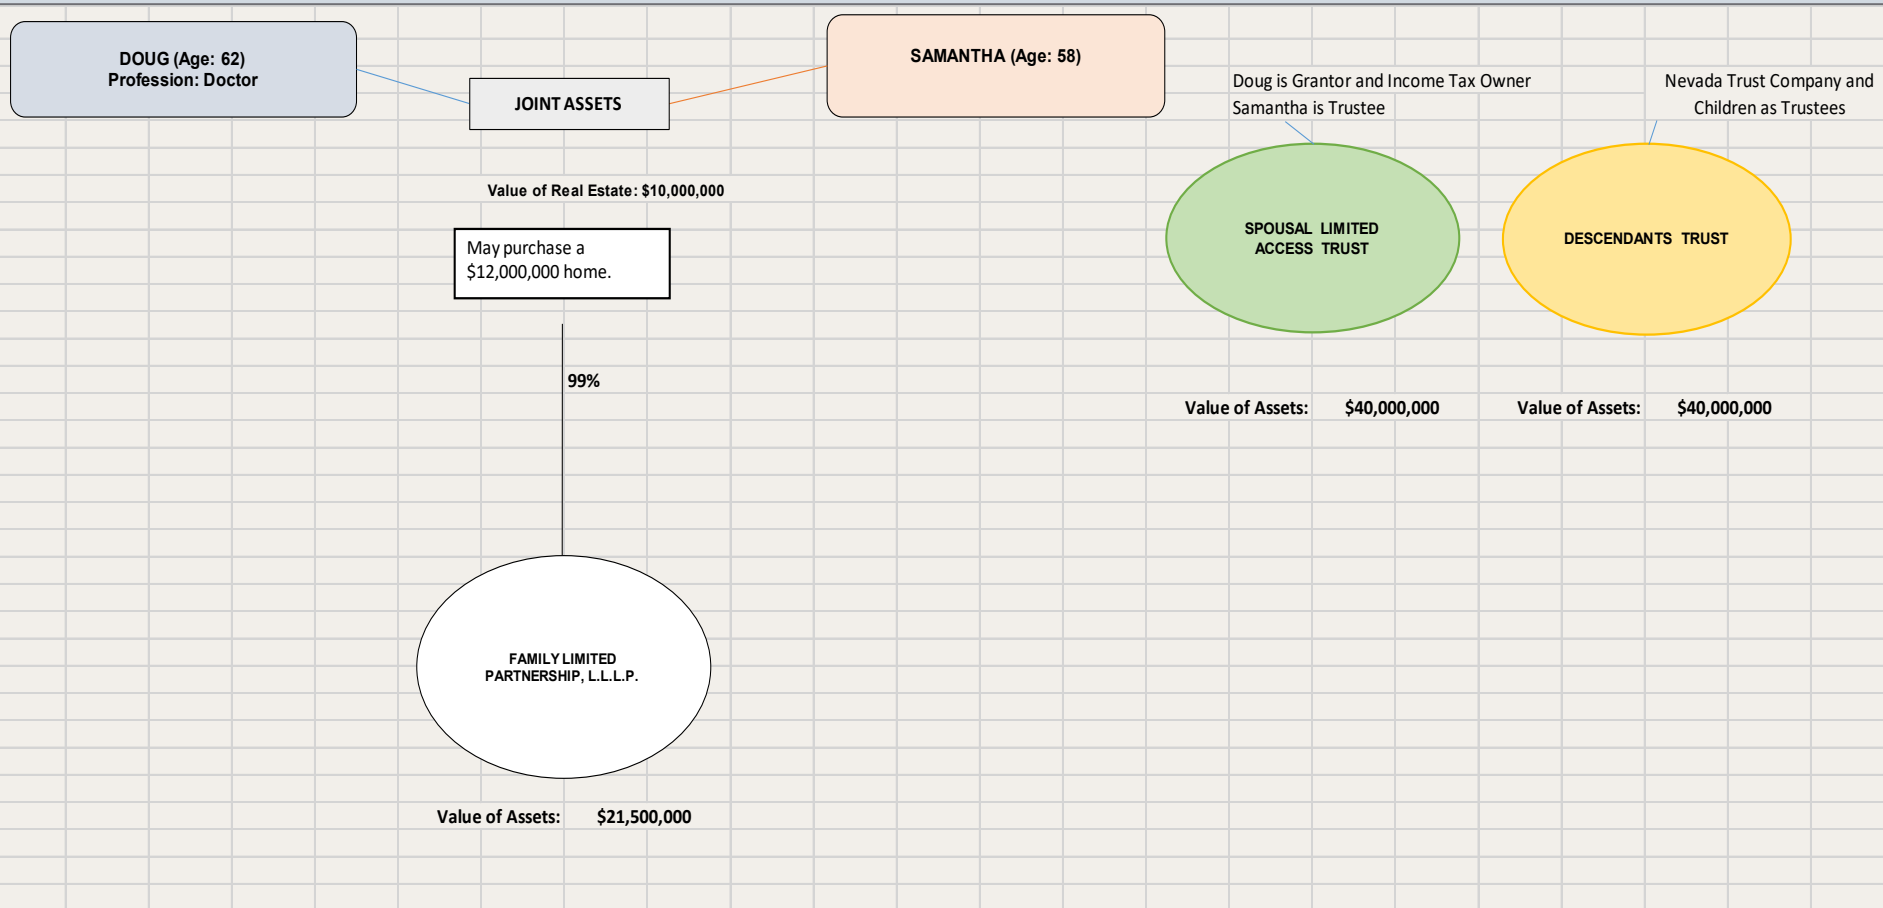 DOUG (Age: 62)
Profession: Doctor
JOINT ASSETS
SAMANTHA (Age: 58)
Doug is Grantor and Income Tax Owner
Samantha is Trustee
Nevada Trust Company and
Children as Trustees
Value of Real Estate: $10,000,000
May purchase a
$12,000,000 home.
SPOUSAL LIMITED
ACCESS TRUST
DESCENDANTS TRUST
99%
Value of Assets: $40,000,000
Value of Assets: $40,000,000
FAMILY LIMITED
PARTNERSHIP, L.L.L.P.
Value of Assets: $21,500,000